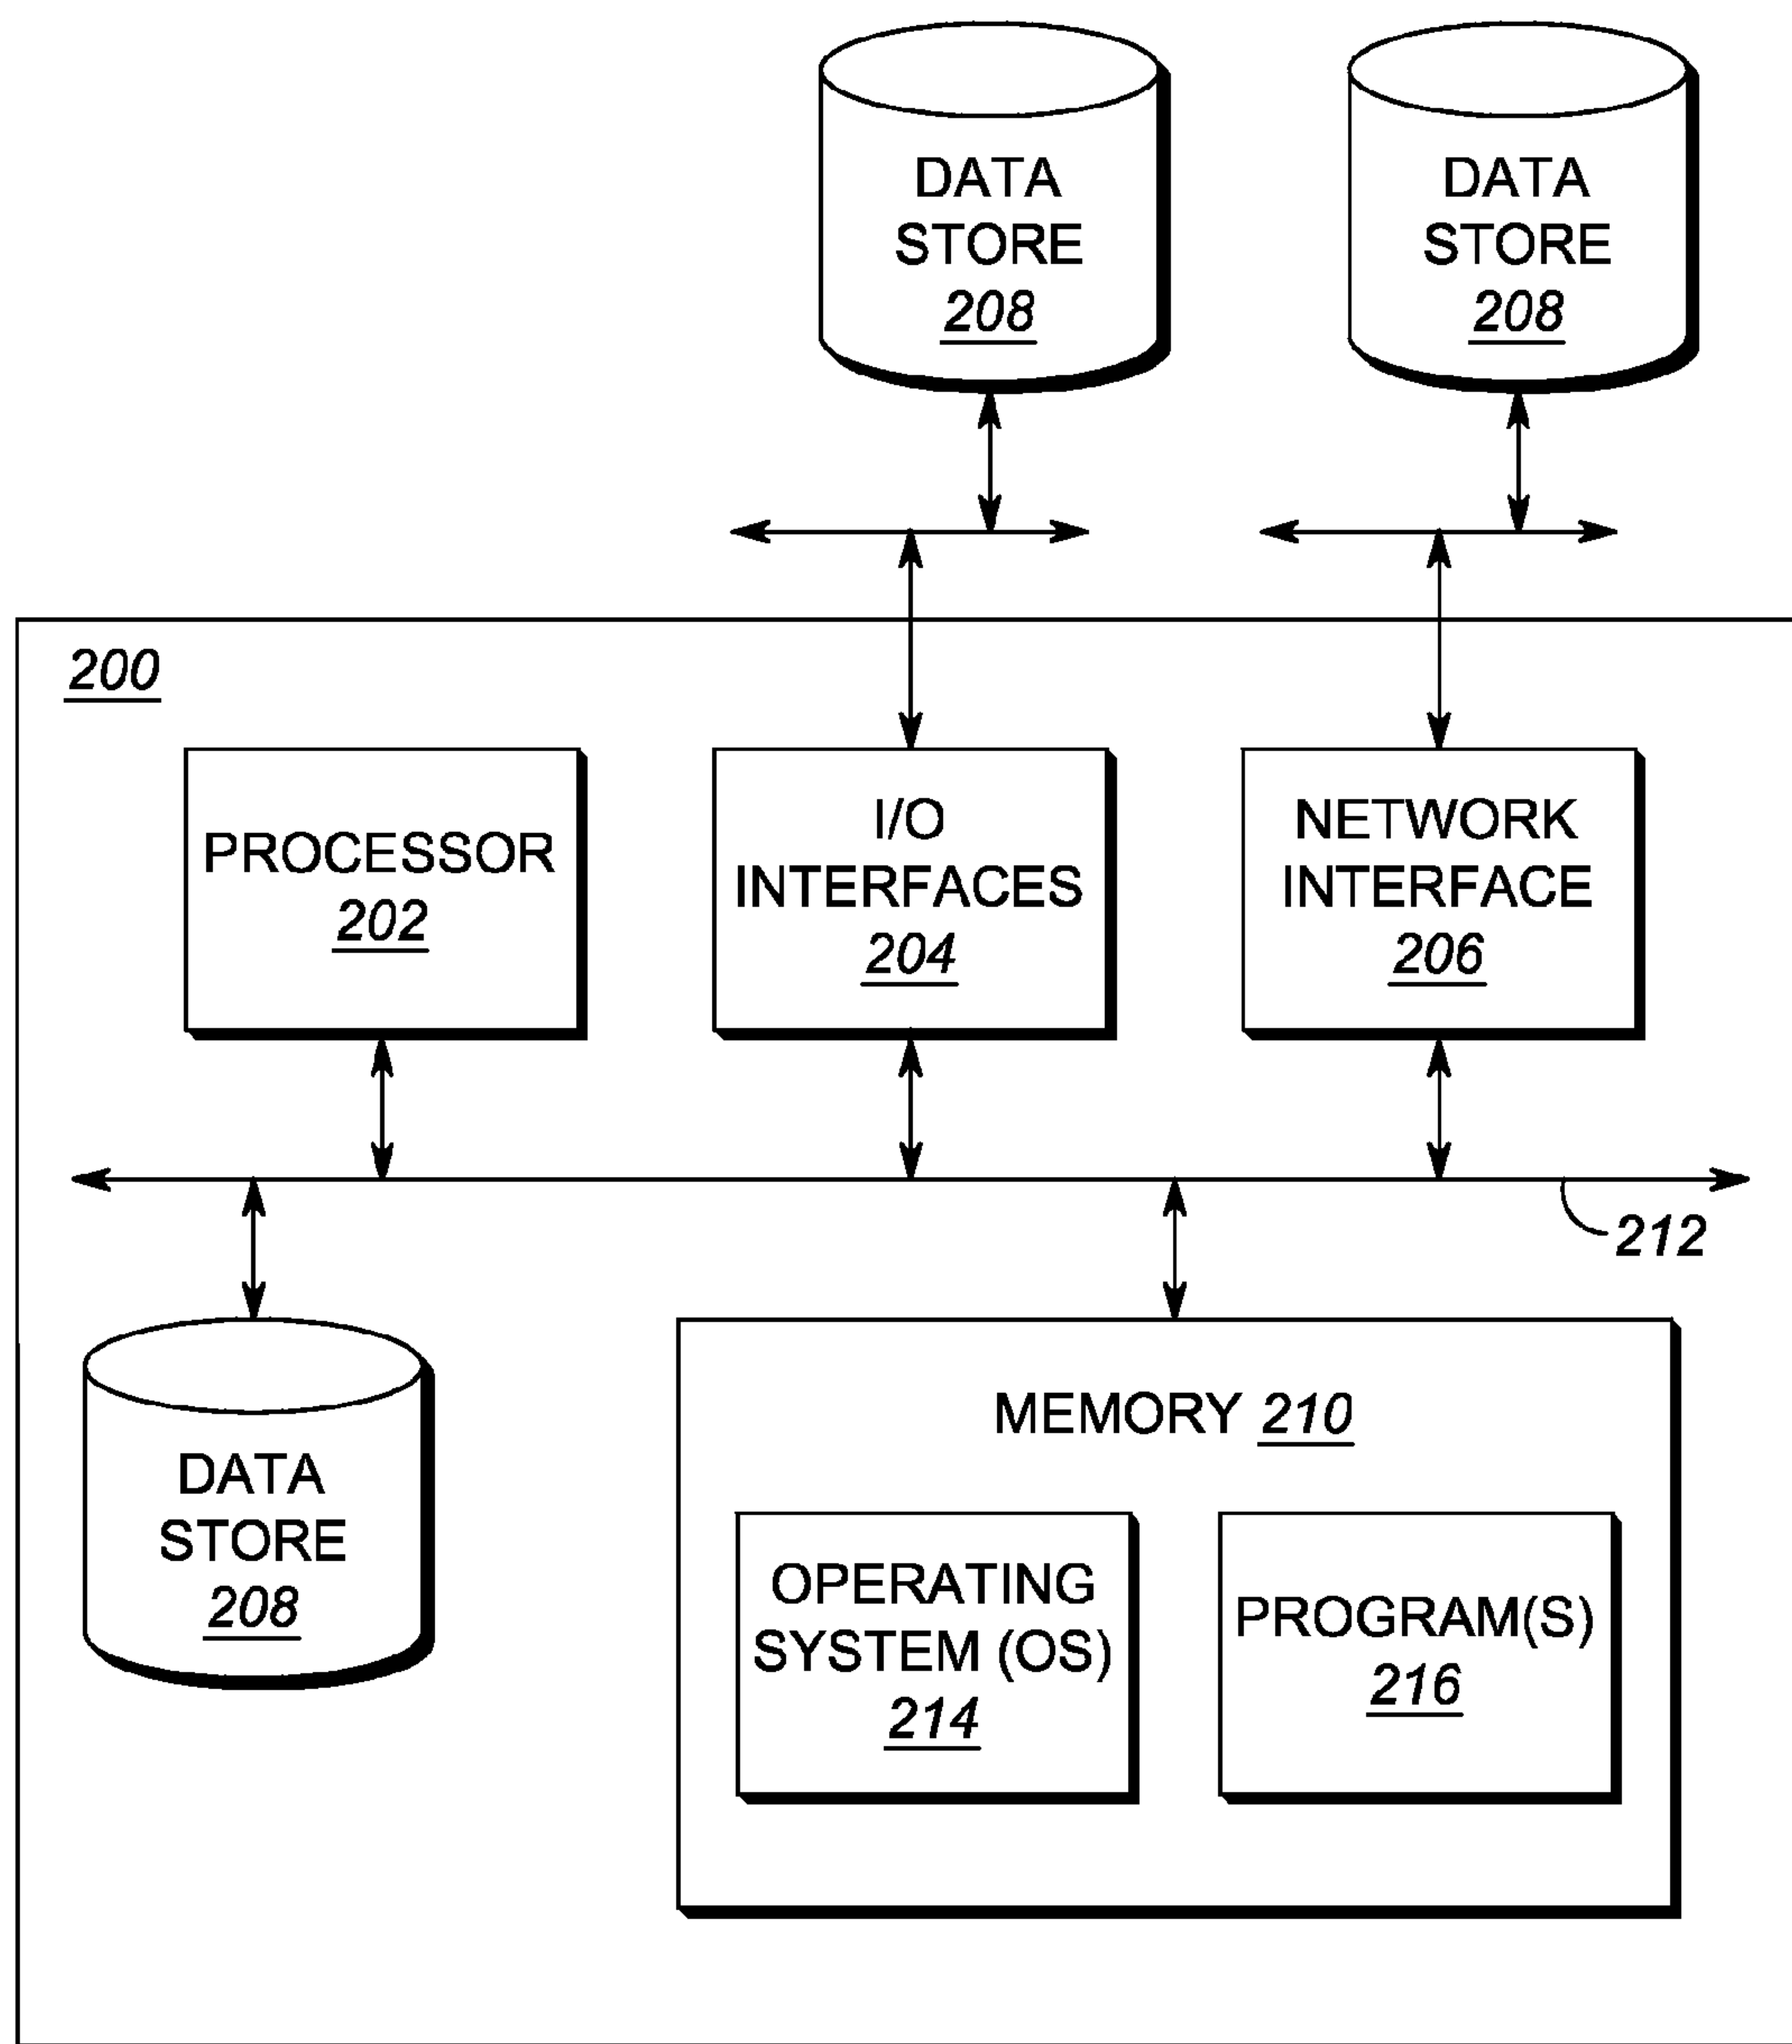 DATA
STORE
208
DATA
STORE
208
200
PROCESSOR
202
I/O
INTERFACES
204
NETWORK
INTERFACE
206
212
DATA
STORE
208
MEMORY 210
OPERATING
SYSTEM (OS)
214
PROGRAM(S)
216